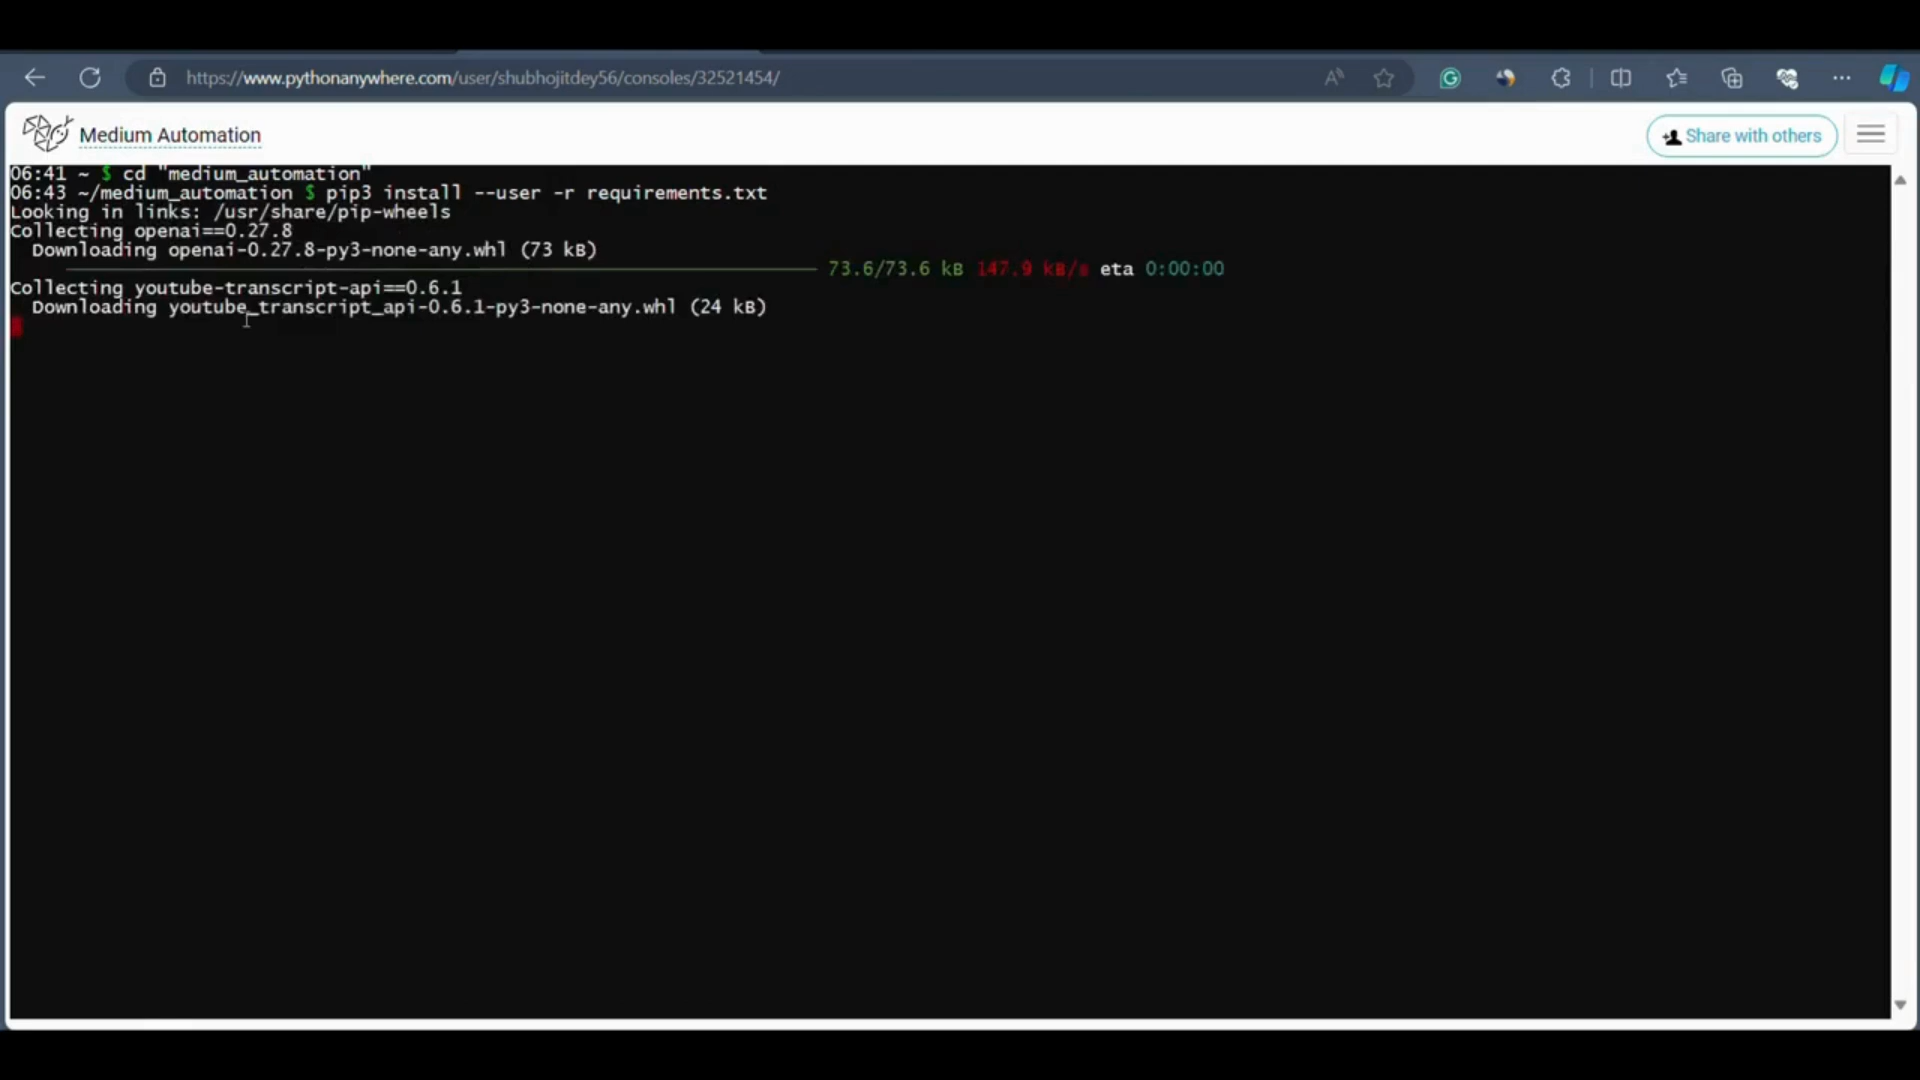 https://www.pythonanywhere.com/user/shubhojitdey56/consoles/32521454/
Medium Automation
Share with others
06:41 ~ $ cd "medium_automation"
06:43 ~/medium_automation $ pip3 install --user -r requirements.txt
Looking in links: /usr/share/pip-wheels
Collecting openai==0.27.8
  Downloading openai-0.27.8-py3-none-any.whl (73 kB)
73.6/73.6 kB 147.9 kB/s eta 0:00:00
Collecting youtube-transcript-api==0.6.1
  Downloading youtube_transcript_api-0.6.1-py3-none-any.whl (24 kB)